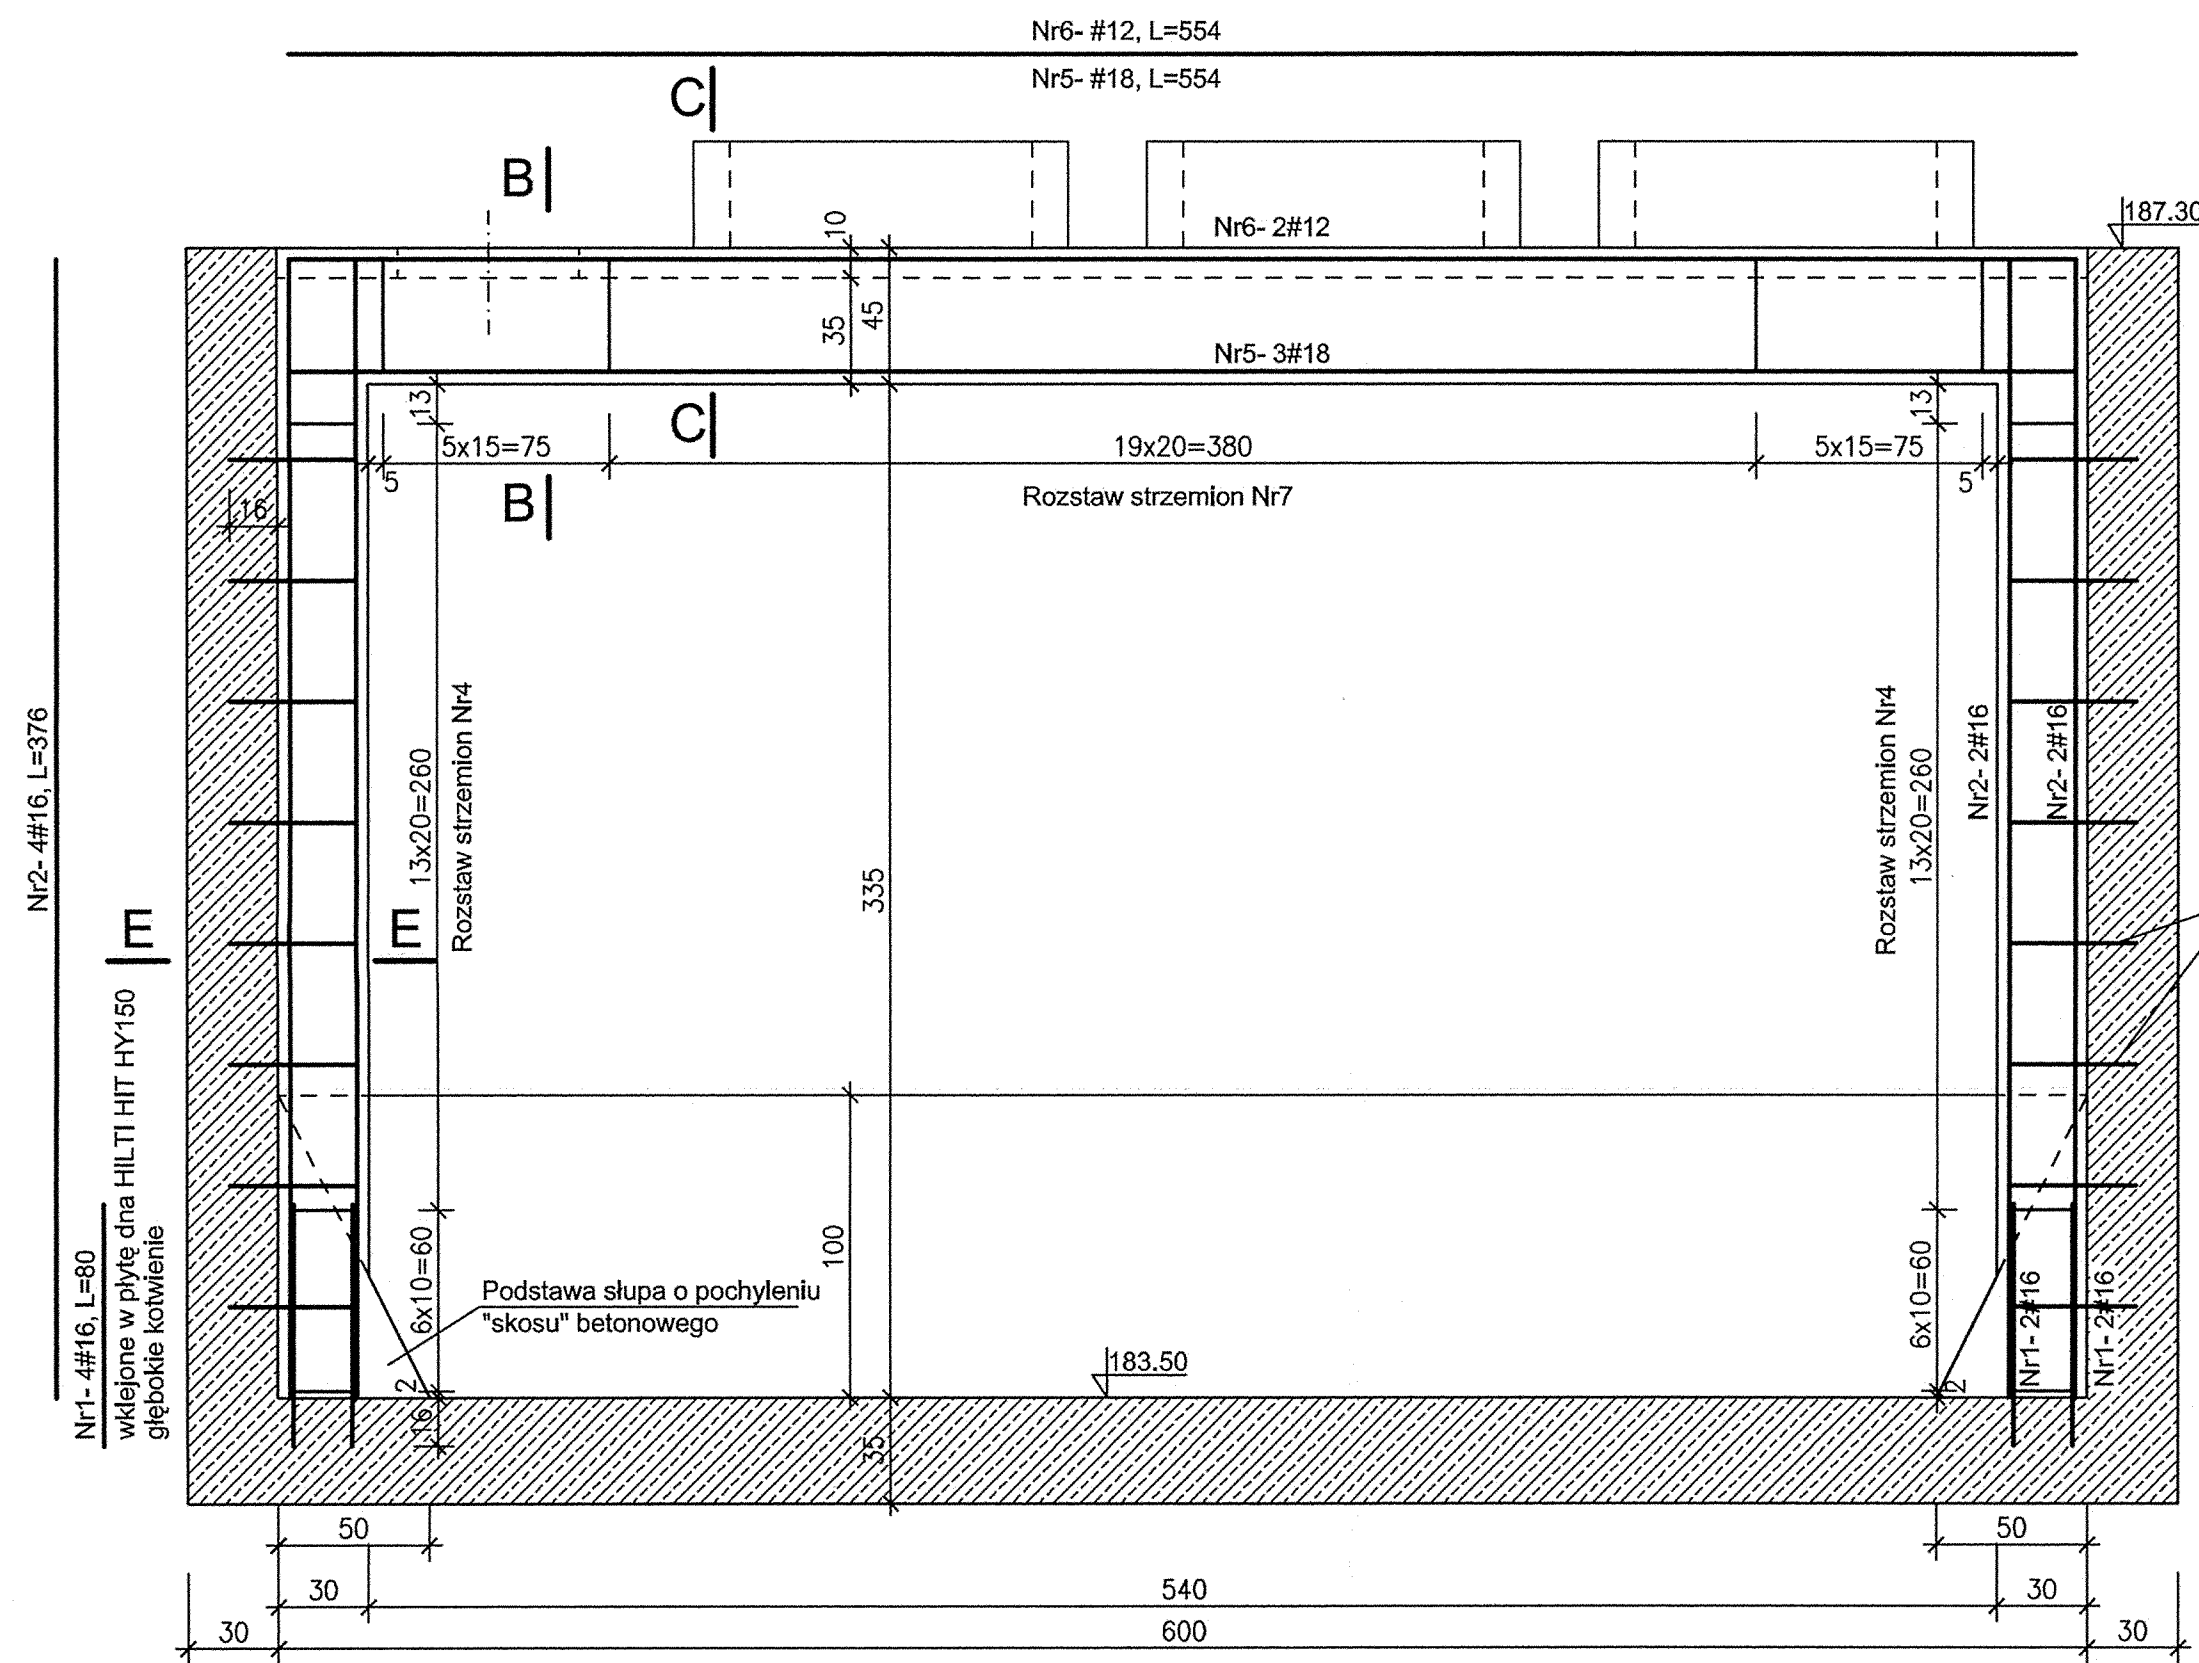 Nr6- #12, L=554
Nr5- #18, L=554
C
B
10
Nr6- 2#12
187.30
35
45
Nr5- 3#18
13
C
13
5x15=75
19x20=380
5x15=75
5
5
B
Rozstaw strzemion Nr7
16
Nr2- 4#16, L=376
13x20=260
Rozstaw strzemion Nr4
335
Rozstaw strzemion Nr4
13x20=260
Nr2- 2#16
Nr2- 2#16
E
E
Nr1- 4#16, L=80
wklejone w płytę dna HILTI HIT HY150
głębokie kotwienie
6x10=60
100
Podstawa słupa o pochyleniu
"skosu" betonowego
6x10=60
Nr1- 2#16
Nr1- 2#16
2
183.50
2
16
35
50
50
30
540
30
30
600
30